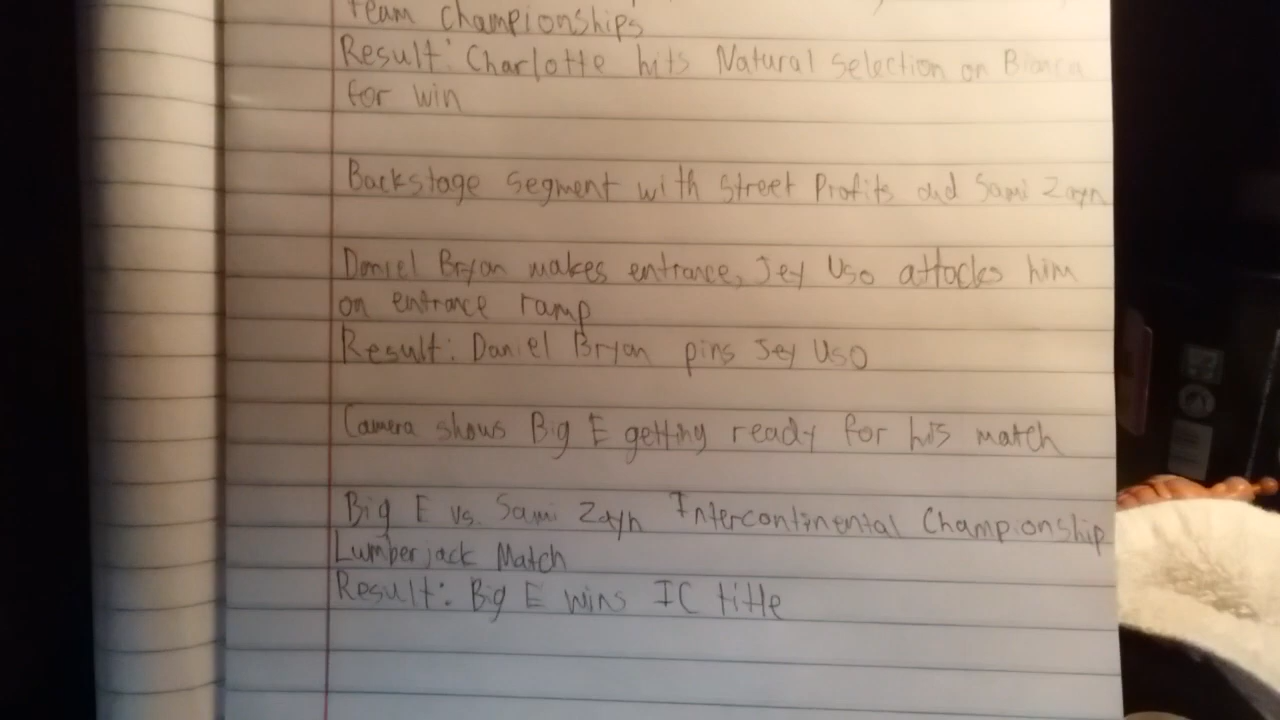 Team Championships
Result: Charlotte hits Natural Selection on Bianca
for win
Backstage segment with Street Profits and Sami Zayn
Daniel Bryan makes entrance, Jey Uso attacks him
on entrance ramp
Result: Daniel Bryan pins Jey Uso
Camera shows Big E getting ready for his match
Big E vs. Sami Zayn Intercontinental Championship
Lumberjack Match
Result: Big E wins IC title